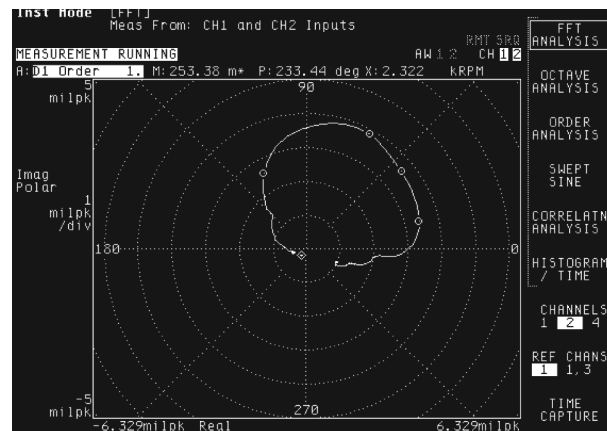 Inst Mode [FFT]
Meas From: CH1 and CH2 Inputs
RMT SRQ
MEASUREMENT RUNNING
AW 1 2 CH 1 2
A: D1 Order 1. M: 253.38 m* P: 233.44 deg X: 2.322 kRPM
5
milpk
90
Imag
Polar
1
milpk
/div
180
0
-5
milpk
270
-6.329milpk Real
6.329milpk
FFT
ANALYSIS
OCTAVE
ANALYSIS
ORDER
ANALYSIS
SWEPT
SINE
CORRELATN
ANALYSIS
HISTOGRAM
/ TIME
CHANNELS
1 2 4
REF CHANS
1 1,3
TIME
CAPTURE